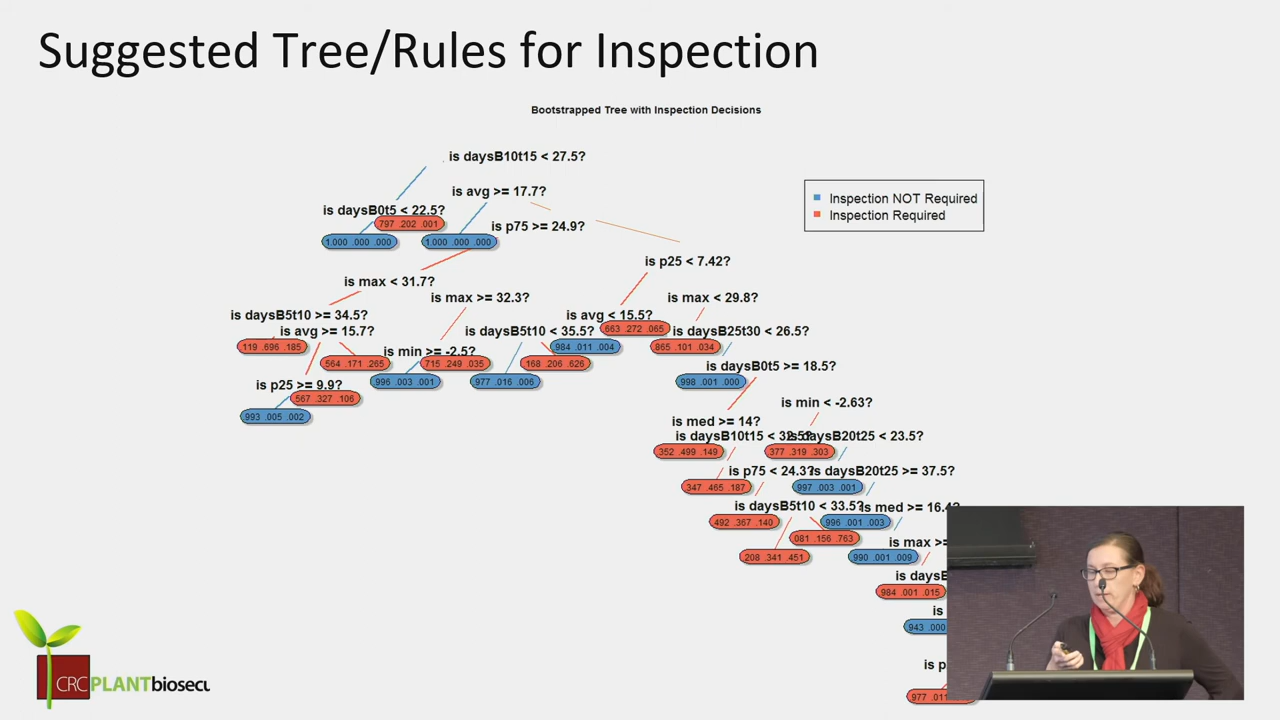 Suggested Tree/Rules for Inspection
Bootstrapped Tree with Inspection Decisions
is daysB10t15 < 27.5?
is avg >= 17.7?
Inspection NOT Required
Inspection Required
is daysB0t5 < 22.5?
797 .202 .001
is p75 >= 24.9?
1.000 .000 .000
1.000 .000 .000
is p25 < 7.42?
is max < 31.7?
is max >= 32.3?
is max < 29.8?
is daysB5t10 >= 34.5?
is avg < 15.5?
is avg >= 15.7?
is daysB5t10 < 35.5?
663 .272 .065
is daysB25t30 < 26.5?
119 .696 .185
is min >= -2.5?
984 .011 .004
865 .101 .034
564 .171 .265
715 .249 .035
168 .206 .626
is daysB0t5 >= 18.5?
996 .003 .001
977 .016 .006
998 .001 .000
is p25 >= 9.9?
567 .327 .106
is min < -2.63?
993 .005 .002
is med >= 14?
is daysB10t15 < 32.5?
is daysB20t25 < 23.5?
352 .499 .149
377 .319 .303
is p75 < 24.3?
is daysB20t25 >= 37.5?
347 .465 .187
997 .003 .001
is daysB5t10 < 33.5?
is med >= 16.4?
492 .367 .140
996 .001 .003
081 .156 .763
is max >=
208 .341 .451
990 .001 .009
is daysB
984 .001 .015
is
943 .000
is p
977 .011
CRCPLANTbiosecu